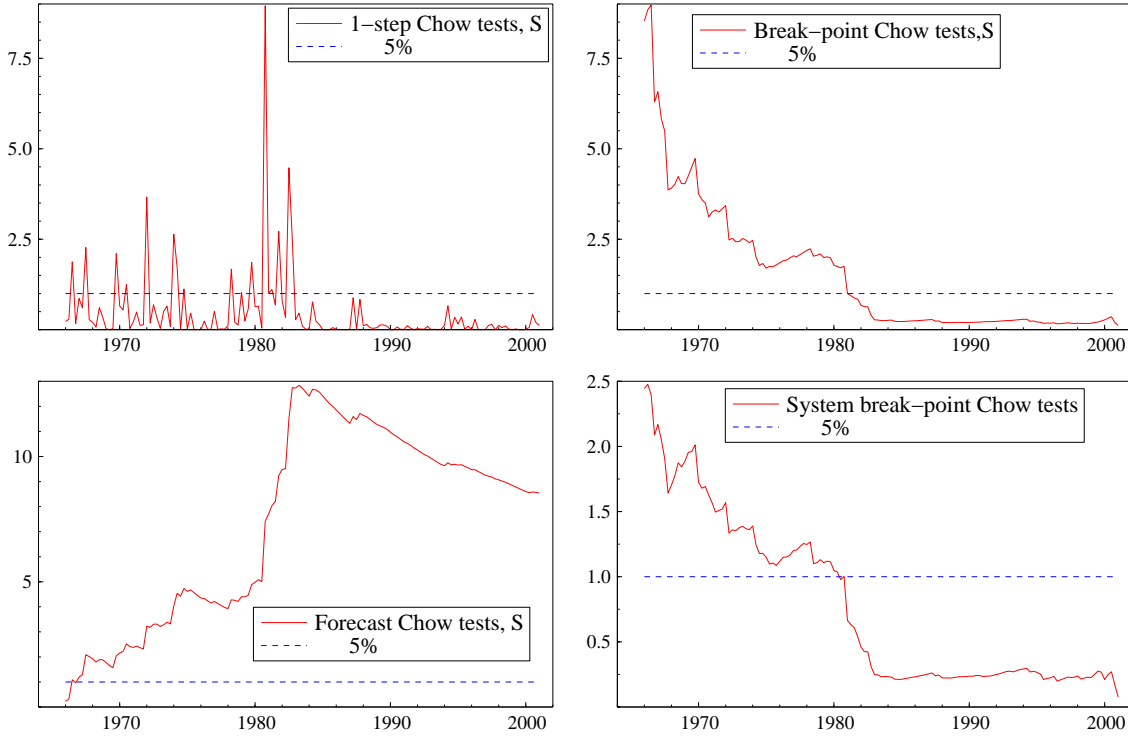 1−step Chow tests, S
5%
7.5
5.0
2.5
1970 1980 1990 2000
Break−point Chow tests,S
5%
7.5
5.0
2.5
1970 1980 1990 2000
Forecast Chow tests, S
5%
10
5
1970 1980 1990 2000
System break−point Chow tests
5%
2.5
2.0
1.5
1.0
0.5
1970 1980 1990 2000